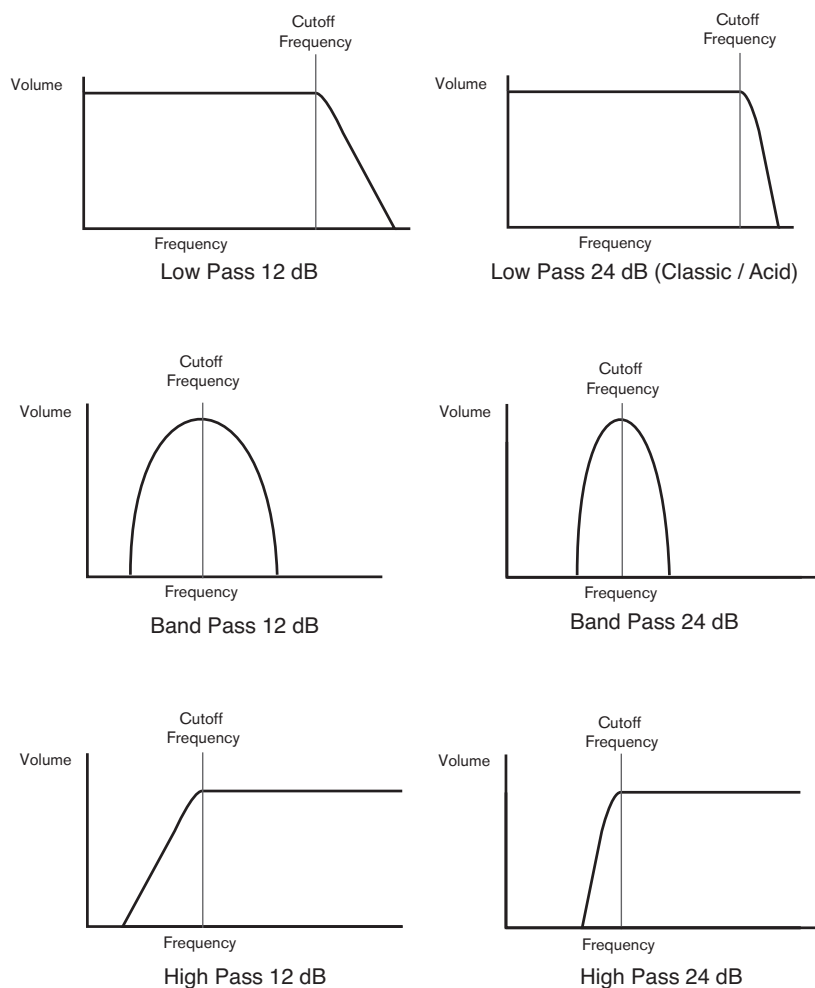 Cutoff
Frequency
Volume
Frequency
Low Pass 12 dB
Cutoff
Frequency
Volume
Frequency
Low Pass 24 dB (Classic / Acid)
Cutoff
Frequency
Volume
Frequency
Band Pass 12 dB
Cutoff
Frequency
Volume
Frequency
Band Pass 24 dB
Cutoff
Frequency
Volume
Frequency
High Pass 12 dB
Cutoff
Frequency
Volume
Frequency
High Pass 24 dB